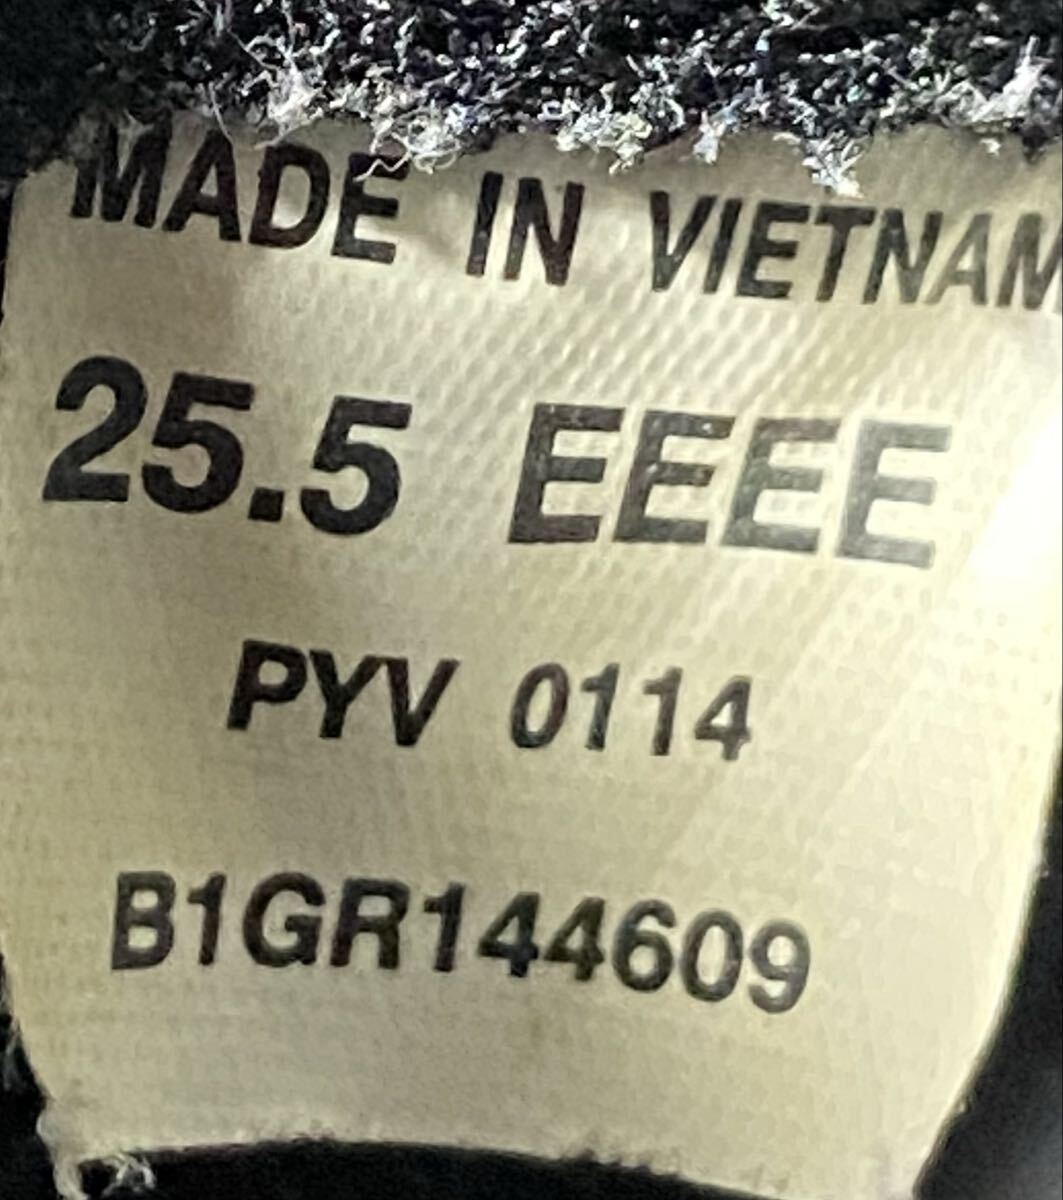 MADE IN VIETNAM
25.5 EEEE
PYV 0114
B1GR144609